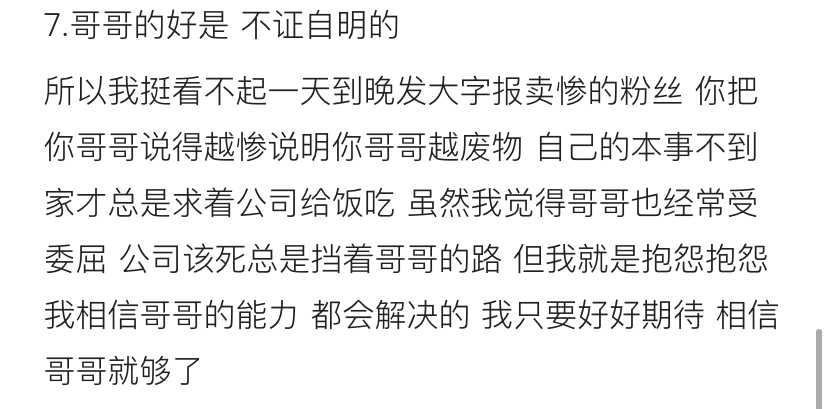 7.哥哥的好是 不证自明的
所以我挺看不起一天到晚发大字报卖惨的粉丝 你把
你哥哥说得越惨说明你哥哥越废物 自己的本事不到
家才总是求着公司给饭吃 虽然我觉得哥哥也经常受
委屈 公司该死总是挡着哥哥的路 但我就是抱怨抱怨
我相信哥哥的能力 都会解决的 我只要好好期待 相信
哥哥就够了